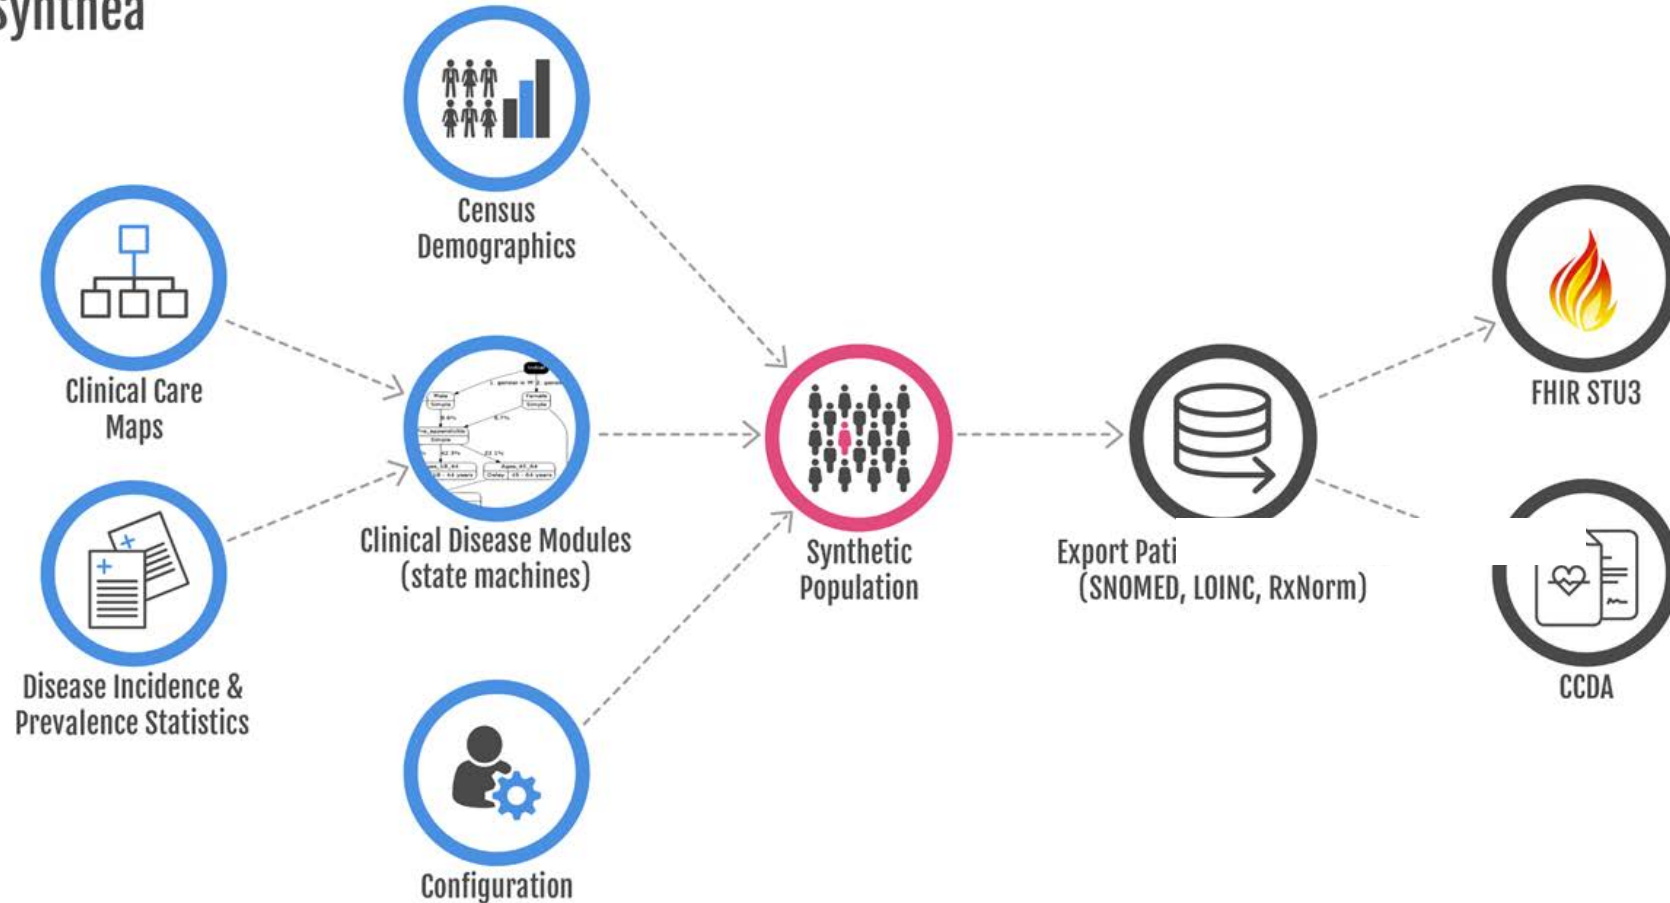 synthea
Census
Demographics
Clinical Care
Maps
Disease Incidence &
Prevalence Statistics
Clinical Disease Modules
(state machines)
Configuration
Synthetic
Population
Export Pati
(SNOMED, LOINC, RxNorm)
FHIR STU3
CCDA